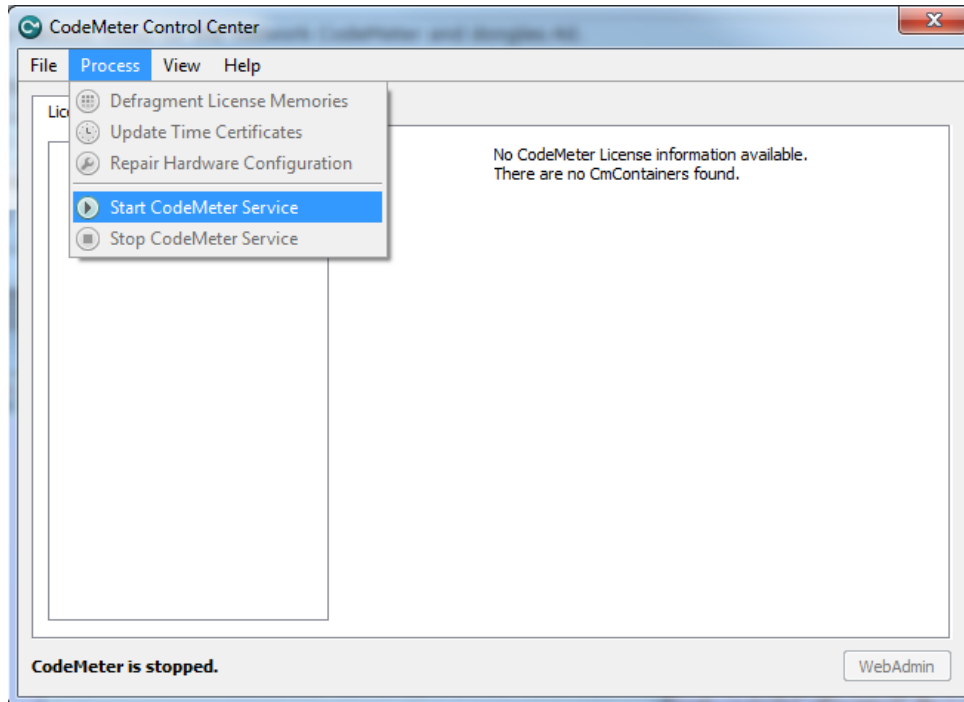 CodeMeter Control Center
File Process View Help
Defragment License Memories
Update Time Certificates
Repair Hardware Configuration
Start CodeMeter Service
Stop CodeMeter Service
No CodeMeter License information available.
There are no CmContainers found.
CodeMeter is stopped.
WebAdmin